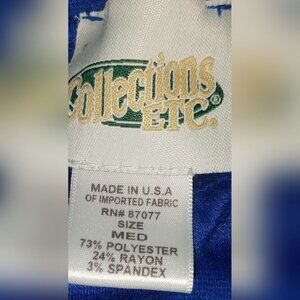 Collections
ETC.®
MADE IN U.S.A
OF IMPORTED FABRIC
RN# 87077
SIZE
MED
73% POLYESTER
24% RAYON
3% SPANDEX